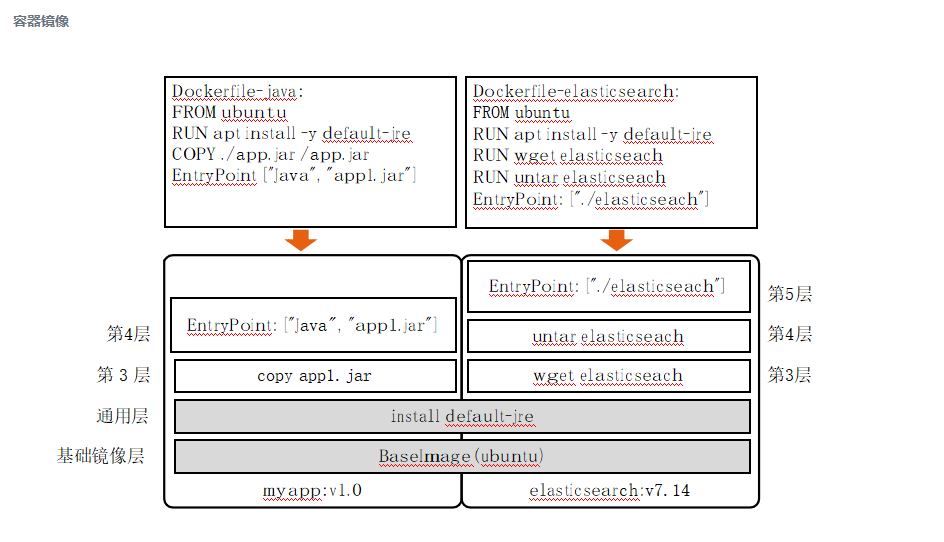 容器镜像
Dockerfile-java:
FROM ubuntu
RUN apt install -y default-jre
COPY ./app.jar /app.jar
EntryPoint ["Java", "app1.jar"]
Dockerfile-elasticsearch:
FROM ubuntu
RUN apt install -y default-jre
RUN wget elasticseach
RUN untar elasticseach
EntryPoint: ["./elasticseach"]
EntryPoint: ["./elasticseach"]
第5层
第4层
EntryPoint: ["Java", "app1.jar"]
untar elasticseach
第4层
第 3 层
copy app1.jar
wget elasticseach
第3层
通用层
install default-jre
基础镜像层
BaseImage(ubuntu)
myapp:v1.0
elasticsearch:v7.14